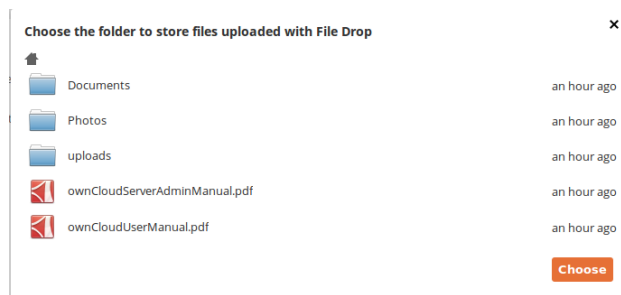 Choose the folder to store files uploaded with File Drop
Documents an hour ago
Photos an hour ago
uploads an hour ago
ownCloudServerAdminManual.pdf an hour ago
ownCloudUserManual.pdf an hour ago
Choose